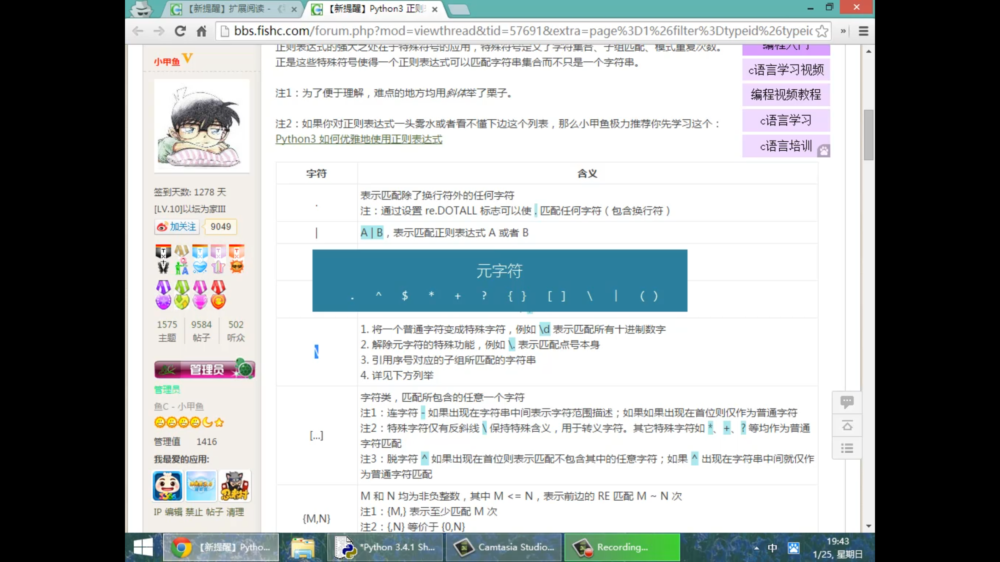 【新提醒】扩展阅读 - 《
【新提醒】Python3 正则
bbs.fishc.com/forum.php?mod=viewthread&tid=57691&extra=page%3D1%26filter%3Dtypeid%26typeic
小甲鱼
签到天数: 1278 天
[LV.10]以坛为家III
加关注 9049
1575 9584 502
主题 帖子 听众
管理员
管理员
鱼C - 小甲鱼
管理值 1416
我最爱的应用:
IP 编辑 禁止 帖子 清理
正则表达式的强大之处在于特殊符号的应用，特殊符号定义了字符集合、子组匹配、模式重复次数。
正是这些特殊符号使得一个正则表达式可以匹配字符串集合而不只是一个字符串。
注1：为了便于理解，难点的地方均用斜体举了栗子。
注2：如果你对正则表达式一头雾水或者看不懂下边这个列表，那么小甲鱼极力推荐你先学习这个：
Python3 如何优雅地使用正则表达式
编程入门
c语言学习视频
编程视频教程
c语言学习
c语言培训
字符 含义
.
表示匹配除了换行符外的任何字符
注：通过设置 re.DOTALL 标志可以使 . 匹配任何字符（包含换行符）
| A | B，表示匹配正则表达式 A 或者 B
元字符
. ^ $ * + ? { } [ ] \ | ( )
\
1. 将一个普通字符变成特殊字符，例如 \d 表示匹配所有十进制数字
2. 解除元字符的特殊功能，例如 \. 表示匹配点号本身
3. 引用序号对应的子组所匹配的字符串
4. 详见下方列举
[...]
字符类，匹配所包含的任意一个字符
注1：连字符 - 如果出现在字符串中间表示字符范围描述；如果如果出现在首位则仅作为普通字符
注2：特殊字符仅有反斜线 \ 保持特殊含义，用于转义字符。其它特殊字符如 *、+、? 等均作为普通
字符匹配
注3：脱字符 ^ 如果出现在首位则表示匹配不包含其中的任意字符；如果 ^ 出现在字符串中间就仅作
为普通字符匹配
{M,N}
M 和 N 均为非负整数，其中 M <= N，表示前边的 RE 匹配 M ~ N 次
注1：{M,} 表示至少匹配 M 次
注2：{,N} 等价于 {0,N}
【新提醒】Pytho...
*Python 3.4.1 Sh...
Camtasia Studio...
Recording...
中
19:43
1/25, 星期日